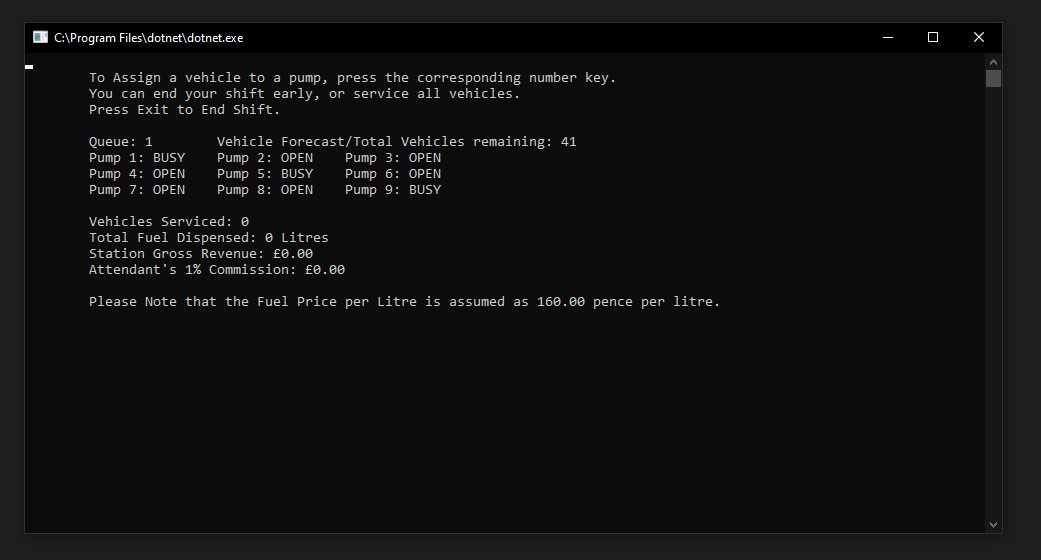 C:\Program Files\dotnet\dotnet.exe
To Assign a vehicle to a pump, press the corresponding number key.
You can end your shift early, or service all vehicles.
Press Exit to End Shift.
Queue: 1        Vehicle Forecast/Total Vehicles remaining: 41
Pump 1: BUSY    Pump 2: OPEN    Pump 3: OPEN
Pump 4: OPEN    Pump 5: BUSY    Pump 6: OPEN
Pump 7: OPEN    Pump 8: OPEN    Pump 9: BUSY
Vehicles Serviced: 0
Total Fuel Dispensed: 0 Litres
Station Gross Revenue: £0.00
Attendant's 1% Commission: £0.00
Please Note that the Fuel Price per Litre is assumed as 160.00 pence per litre.